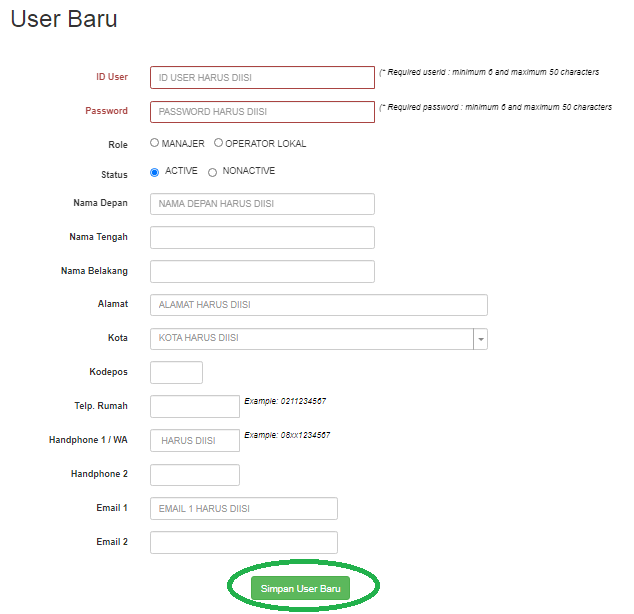 User Baru
ID User ID USER HARUS DIISI (* Required userid : minimum 6 and maximum 50 characters
Password PASSWORD HARUS DIISI (* Required password : minimum 6 and maximum 50 characters
Role MANAJER OPERATOR LOKAL
Status ACTIVE NONACTIVE
Nama Depan NAMA DEPAN HARUS DIISI
Nama Tengah
Nama Belakang
Alamat ALAMAT HARUS DIISI
Kota KOTA HARUS DIISI
Kodepos
Telp. Rumah Example: 0211234567
Handphone 1 / WA HARUS DIISI Example: 08xx1234567
Handphone 2
Email 1 EMAIL 1 HARUS DIISI
Email 2
Simpan User Baru